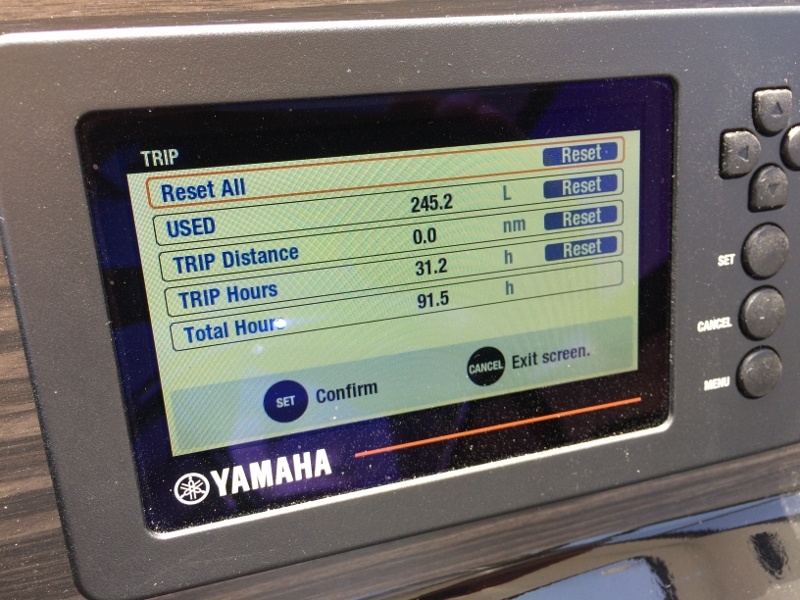 TRIP
Reset All Reset
USED 245.2 L Reset
TRIP Distance 0.0 nm Reset
TRIP Hours 31.2 h Reset
Total Hours 91.5 h
SET Confirm CANCEL Exit screen.
YAMAHA
SET
CANCEL
MENU